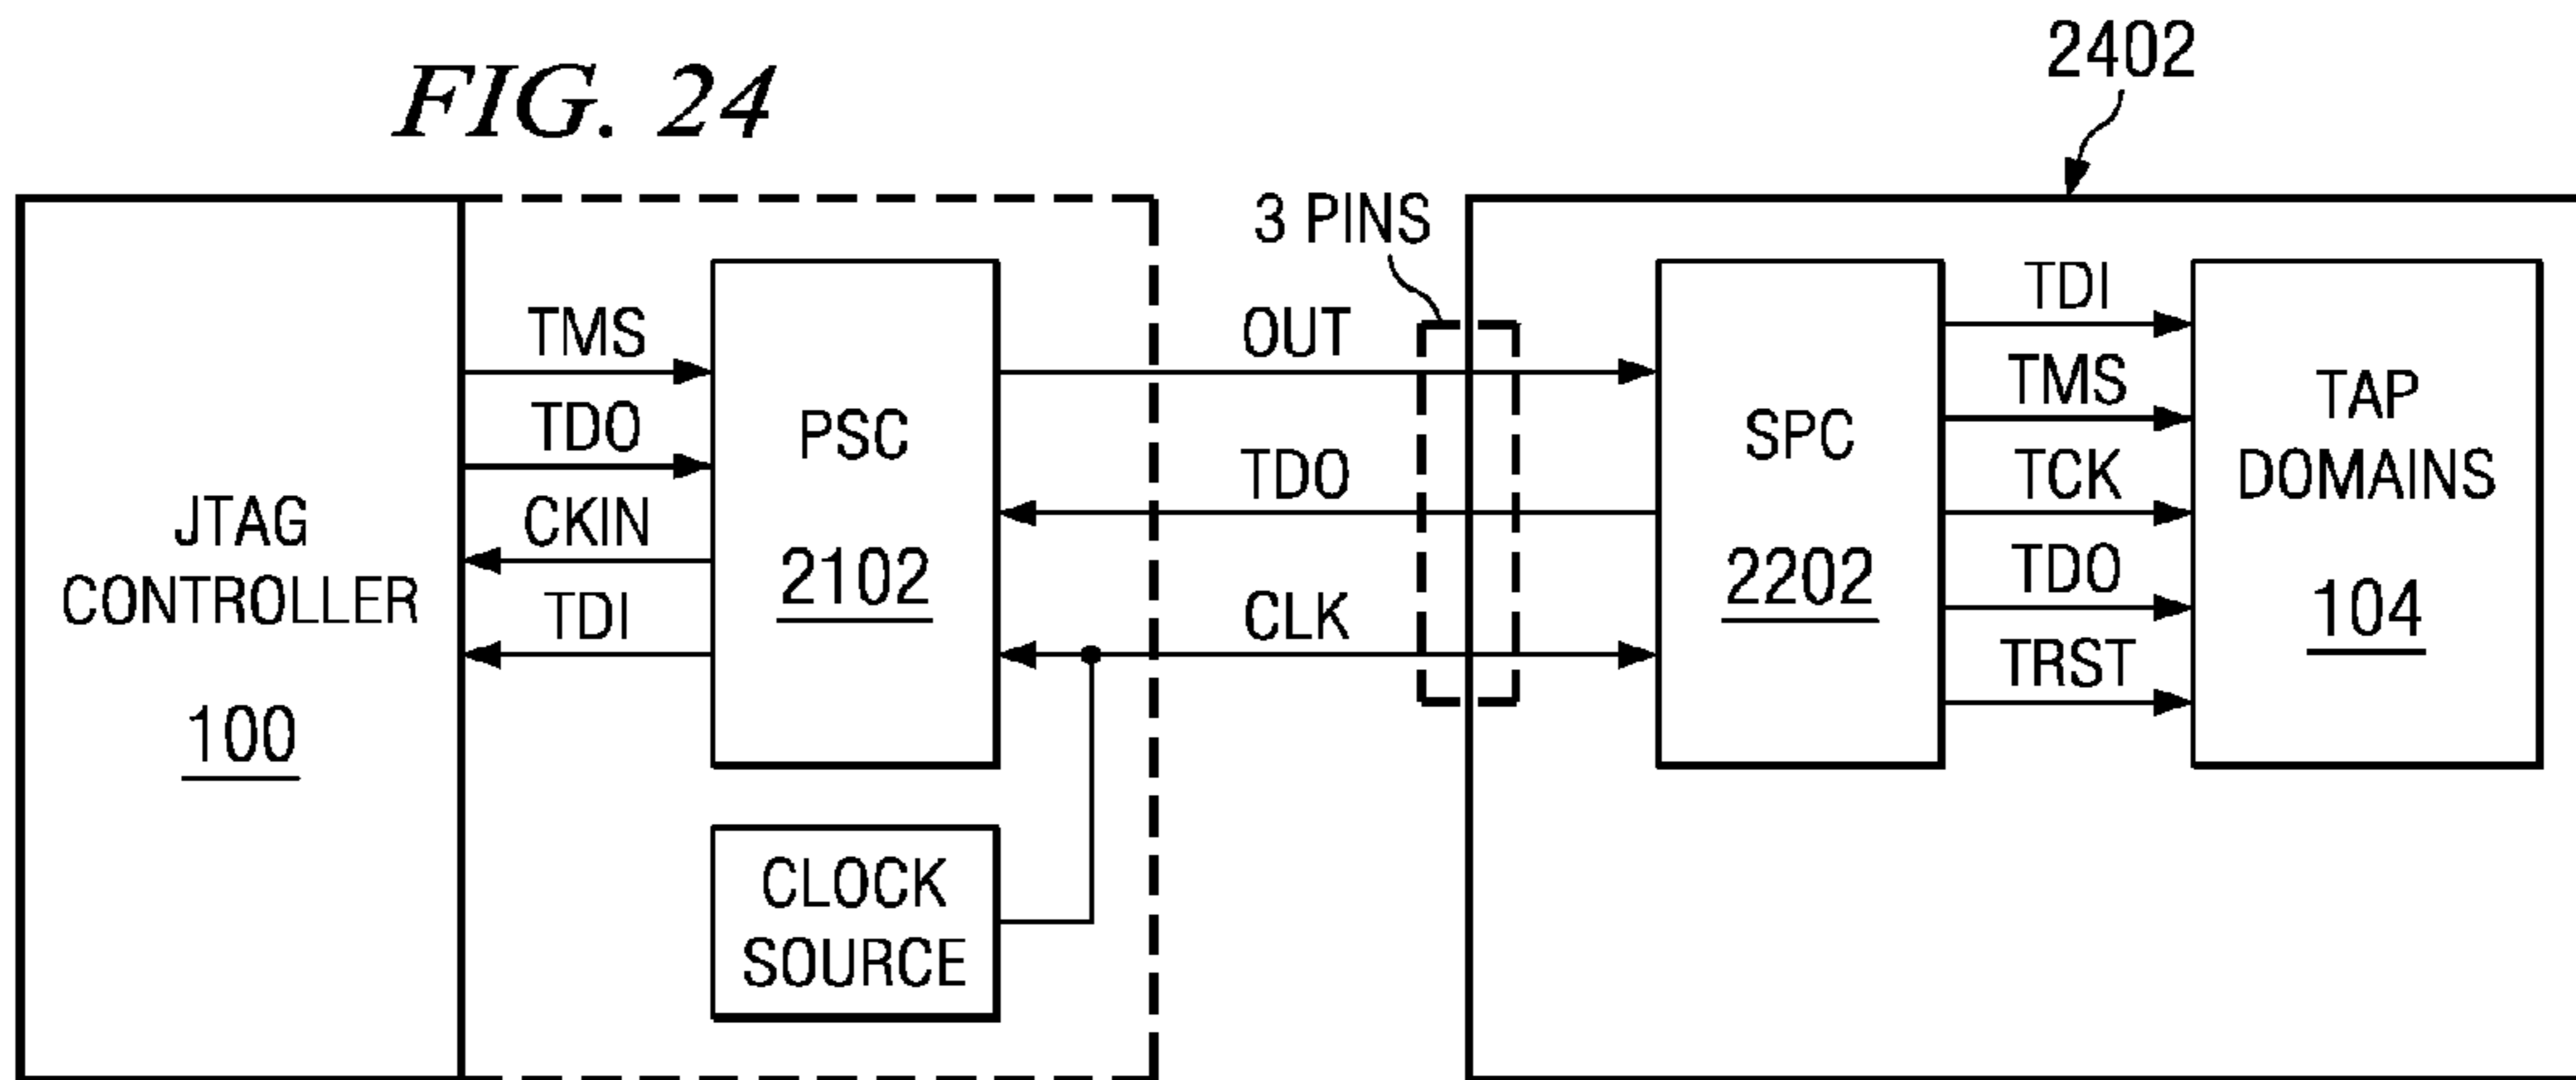 FIG. 24
2402
3 PINS
JTAG
CONTROLLER
100
TMS
TDO
CKIN
TDI
PSC
2102
CLOCK
SOURCE
OUT
TDO
CLK
SPC
2202
TDI
TMS
TCK
TDO
TRST
TAP
DOMAINS
104